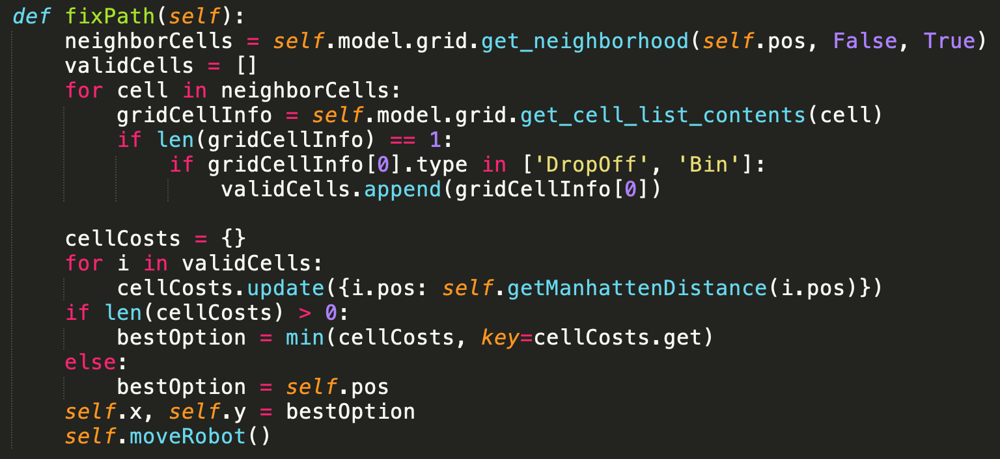 def fixPath(self):
    neighborCells = self.model.grid.get_neighborhood(self.pos, False, True)
    validCells = []
    for cell in neighborCells:
        gridCellInfo = self.model.grid.get_cell_list_contents(cell)
        if len(gridCellInfo) == 1:
            if gridCellInfo[0].type in ['DropOff', 'Bin']:
                validCells.append(gridCellInfo[0])

    cellCosts = {}
    for i in validCells:
        cellCosts.update({i.pos: self.getManhattenDistance(i.pos)})
    if len(cellCosts) > 0:
        bestOption = min(cellCosts, key=cellCosts.get)
    else:
        bestOption = self.pos
    self.x, self.y = bestOption
    self.moveRobot()